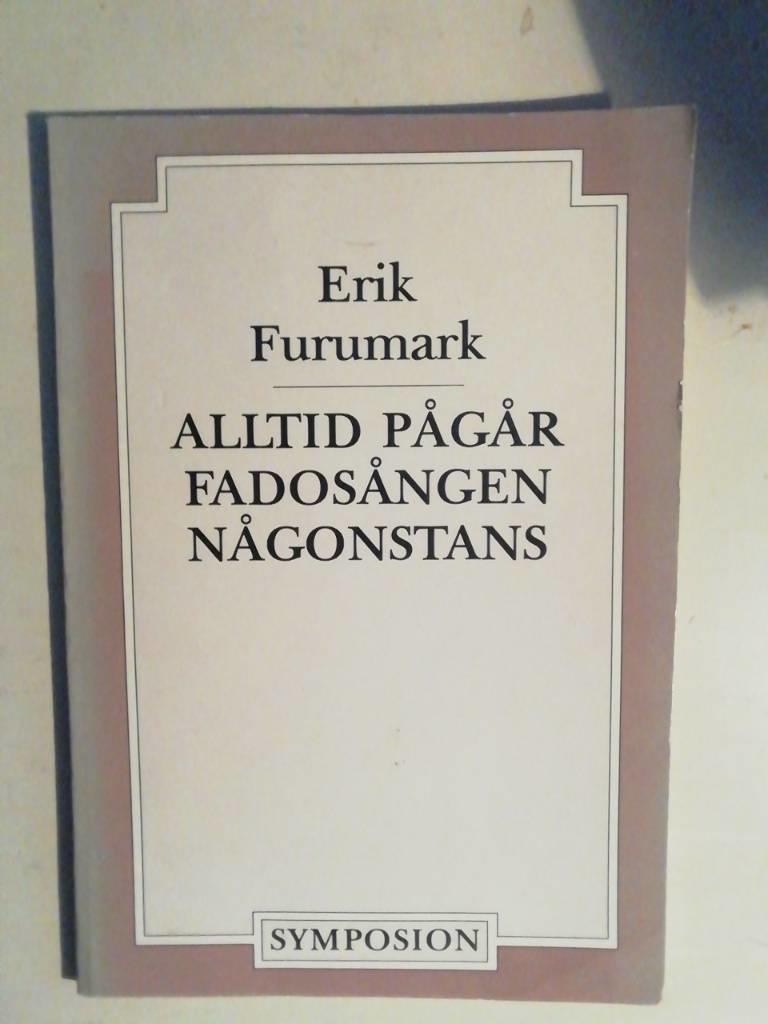 Erik
Furumark
ALLTID PÅGÅR
FADOSÅNGEN
NÅGONSTANS
SYMPOSION